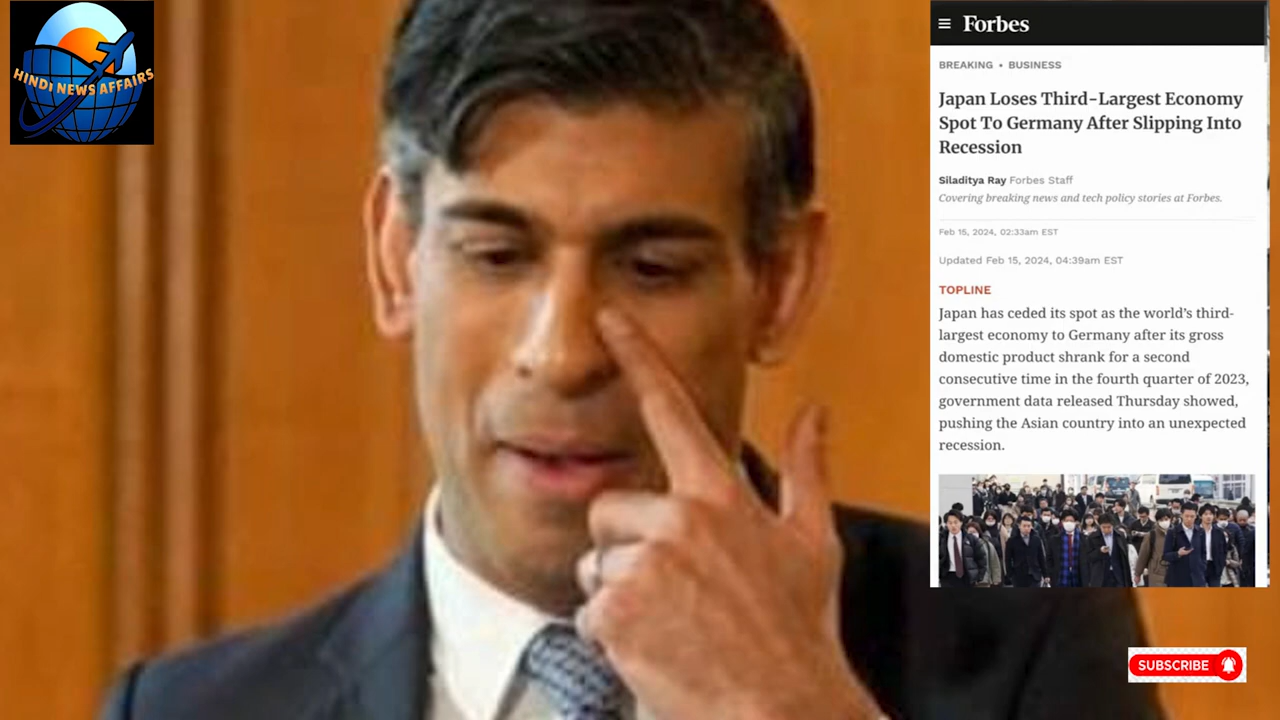 HINDI NEWS AFFAIRS
Forbes
BREAKING • BUSINESS
Japan Loses Third-Largest Economy
Spot To Germany After Slipping Into
Recession
Siladitya Ray Forbes Staff
Covering breaking news and tech policy stories at Forbes.
Feb 15, 2024, 02:33am EST
Updated Feb 15, 2024, 04:39am EST
TOPLINE
Japan has ceded its spot as the world’s third-
largest economy to Germany after its gross
domestic product shrank for a second
consecutive time in the fourth quarter of 2023,
government data released Thursday showed,
pushing the Asian country into an unexpected
recession.
SUBSCRIBE